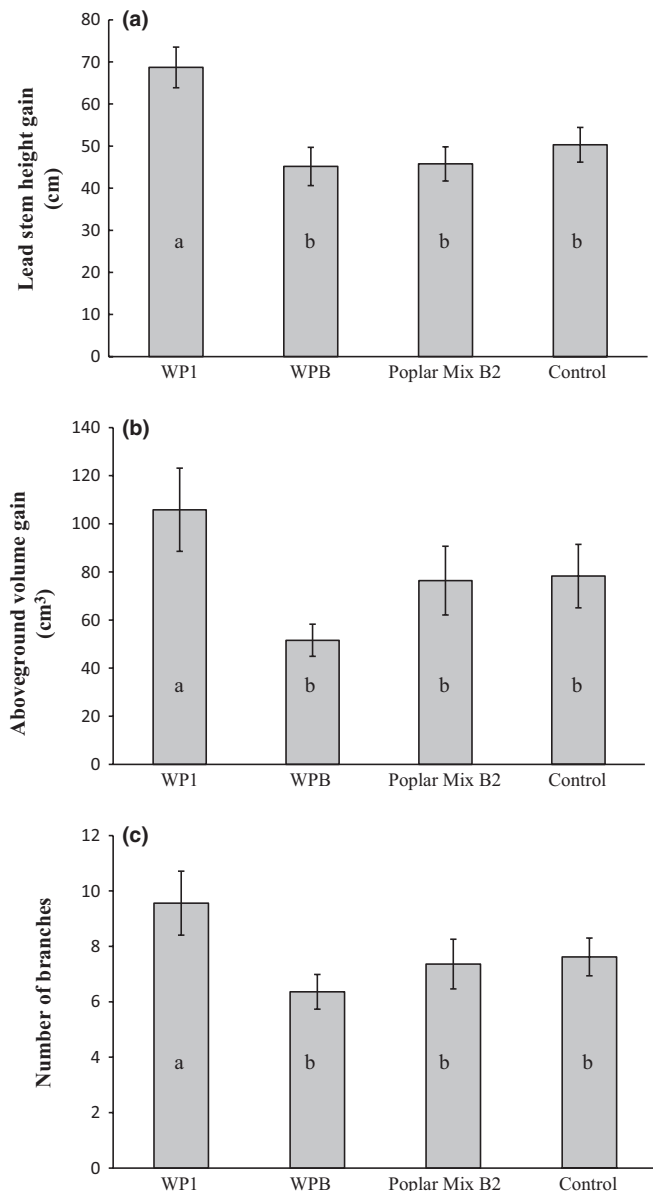 (a)
Lead stem height gain
(cm)
80
70
60
50
40
30
20
10
0
a
b
b
b
WP1
WPB
Poplar Mix B2
Control
(b)
Aboveground volume gain
(cm³)
140
120
100
80
60
40
20
0
a
b
b
b
WP1
WPB
Poplar Mix B2
Control
(c)
Number of branches
12
10
8
6
4
2
0
a
b
b
b
WP1
WPB
Poplar Mix B2
Control